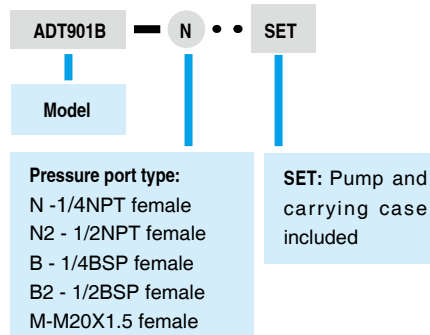 ADT901B — N • • SET
Model
Pressure port type:
N -1/4NPT female
N2 - 1/2NPT female
B - 1/4BSP female
B2 - 1/2BSP female
M-M20X1.5 female
SET: Pump and
carrying case
included